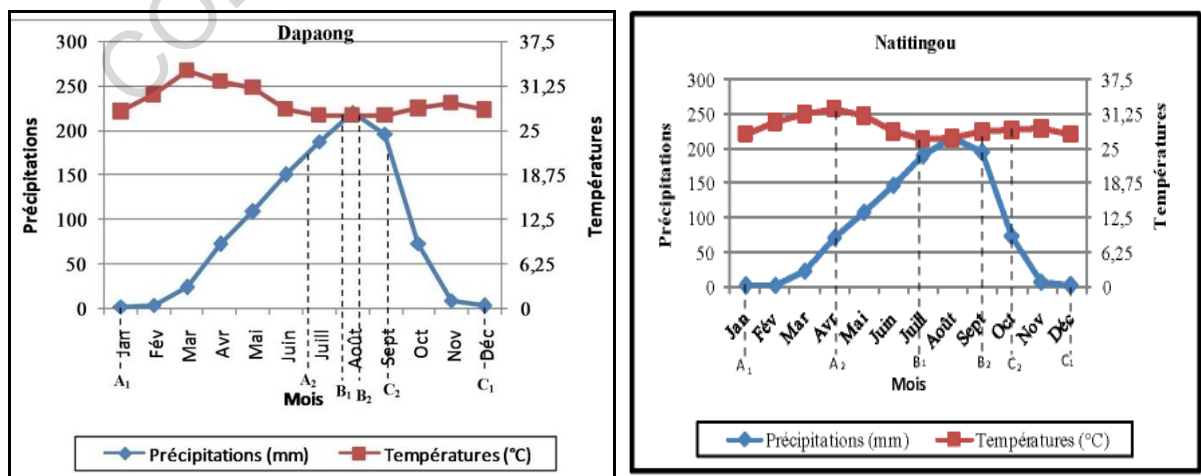 CO
Dapaong
300
250
200
150
100
50
0
Précipitations
37,5
31,25
25
18,75
12,5
6,25
0
Températures
Jan Fév Mar Avr Mai Juin Juill Août Sept Oct Nov Déc
A₁ A₂ B₁ B₂ C₂ C₁
Mois
Précipitations (mm) Températures (°C)
Natitingou
300
250
200
150
100
50
0
Précipitations
37,5
31,25
25
18,75
12,5
6,25
0
Températures
Jan Fév Mar Avr Mai Juin Juill Août Sept Oct Nov Déc
A₁ A₂ B₁ B₂ C₂ C₁
Mois
Précipitations (mm) Températures (°C)